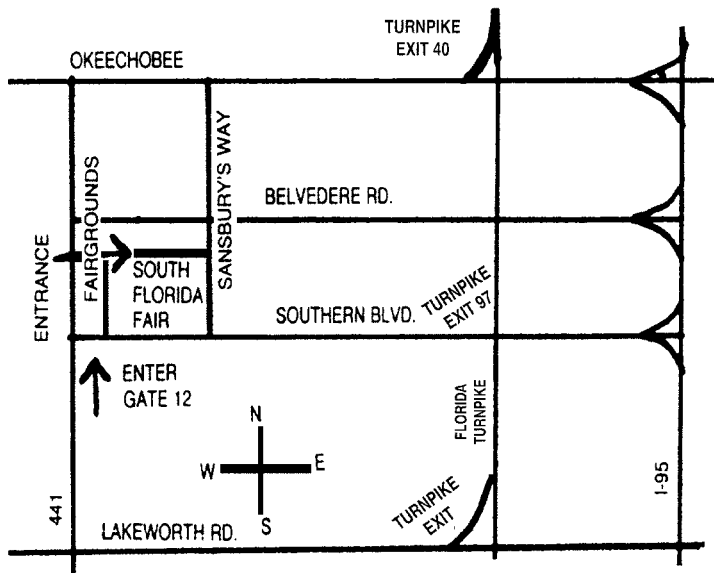 TURNPIKE
EXIT 40
OKEECHOBEE
SANSBURY'S WAY
FAIRGROUNDS
BELVEDERE RD.
ENTRANCE
SOUTH
FLORIDA
FAIR
TURNPIKE
EXIT 97
SOUTHERN BLVD.
ENTER
GATE 12
N
W
E
S
FLORIDA
TURNPIKE
I-95
441
TURNPIKE
EXIT
LAKEWORTH RD.